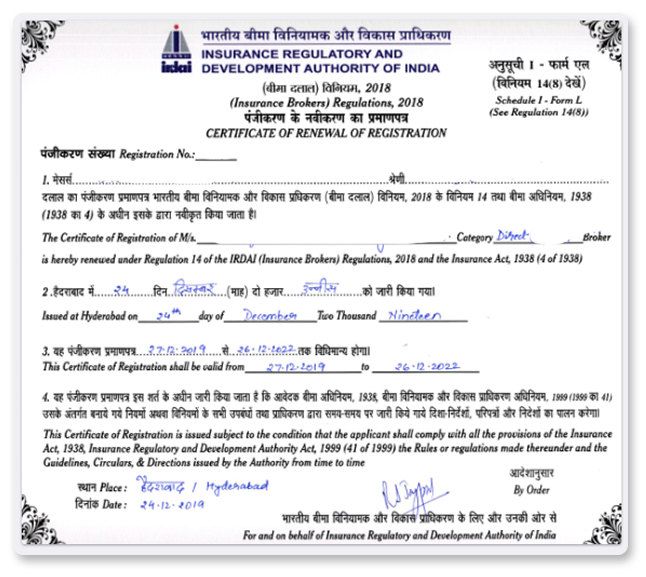 भारतीय बीमा विनियामक और विकास प्राधिकरण
irdai INSURANCE REGULATORY AND
DEVELOPMENT AUTHORITY OF INDIA
(बीमा दलाल) विनियम, 2018
(Insurance Brokers) Regulations, 2018
पंजीकरण के नवीकरण का प्रमाणपत्र
CERTIFICATE OF RENEWAL OF REGISTRATION
अनुसूची I - फार्म एल
(विनियम 14(8) देखें)
Schedule I - Form L
(See Regulation 14(8))
पंजीकरण संख्या Registration No.:
1. मेसर्स श्रेणी
दलाल का पंजीकरण प्रमाणपत्र भारतीय बीमा विनियामक और विकास प्रधिकरण (बीमा दलाल) विनियम, 2018 के विनियम 14 तथा बीमा अधिनियम, 1938
(1938 का 4) के अधीन इसके द्वारा नवीकृत किया जाता है।
The Certificate of Registration of M/s. Category Direct Broker
is hereby renewed under Regulation 14 of the IRDAI (Insurance Brokers) Regulations, 2018 and the Insurance Act, 1938 (4 of 1938)
2 .हैदराबाद में 24 दिन दिसम्बर (माह) दो हजार उन्नीस को जारी किया गया।
Issued at Hyderabad on 24th day of December Two Thousand Nineteen
3. यह पंजीकरण प्रमाणपत्र 27.12.2019 से 26.12.2022 तक विधिमान्य होगा।
This Certificate of Registration shall be valid from 27.12.2019 to 26.12.2022
4. यह पंजीकरण प्रमाणपत्र इस शर्त के अधीन जारी किया जाता है कि आवेदक बीमा अधिनियम, 1938, बीमा विनियामक और विकास प्राधिकरण अधिनियम, 1999 (1999 का 41)
उसके अंतर्गत बनाये गये नियमों अथवा विनियमों के सभी उपबंधों तथा प्राधिकरण द्वारा समय-समय पर जारी किये गये दिशा-निर्देशों, परिपत्रों और निदेशों का पालन करेगा।
This Certificate of Registration is issued subject to the condition that the applicant shall comply with all the provisions of the Insurance
Act, 1938, Insurance Regulatory and Development Authority Act, 1999 (41 of 1999) the Rules or regulations made thereunder and the
Guidelines, Circulars, & Directions issued by the Authority from time to time
आदेशानुसार
By Order
स्थान Place : हैदराबाद / Hyderabad
दिनांक Date : 24.12.2019
भारतीय बीमा विनियामक और विकास प्राधिकरण के लिए और उनकी ओर से
For and on behalf of Insurance Regulatory and Development Authority of India